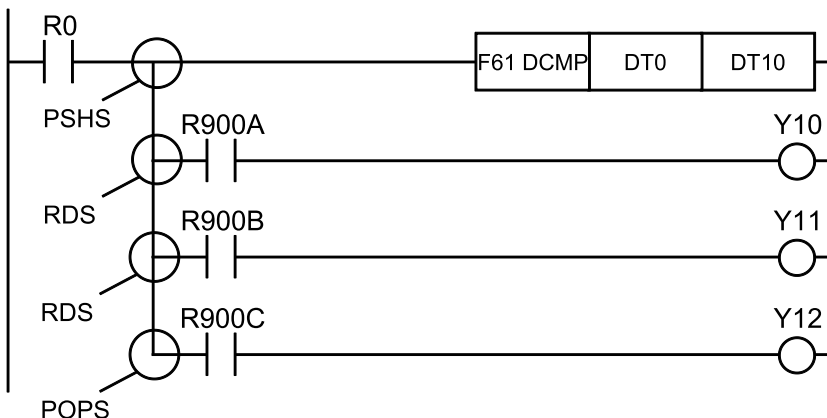 R0
F61 DCMP DT0 DT10
PSHS
R900A Y10
RDS
R900B Y11
RDS
R900C Y12
POPS